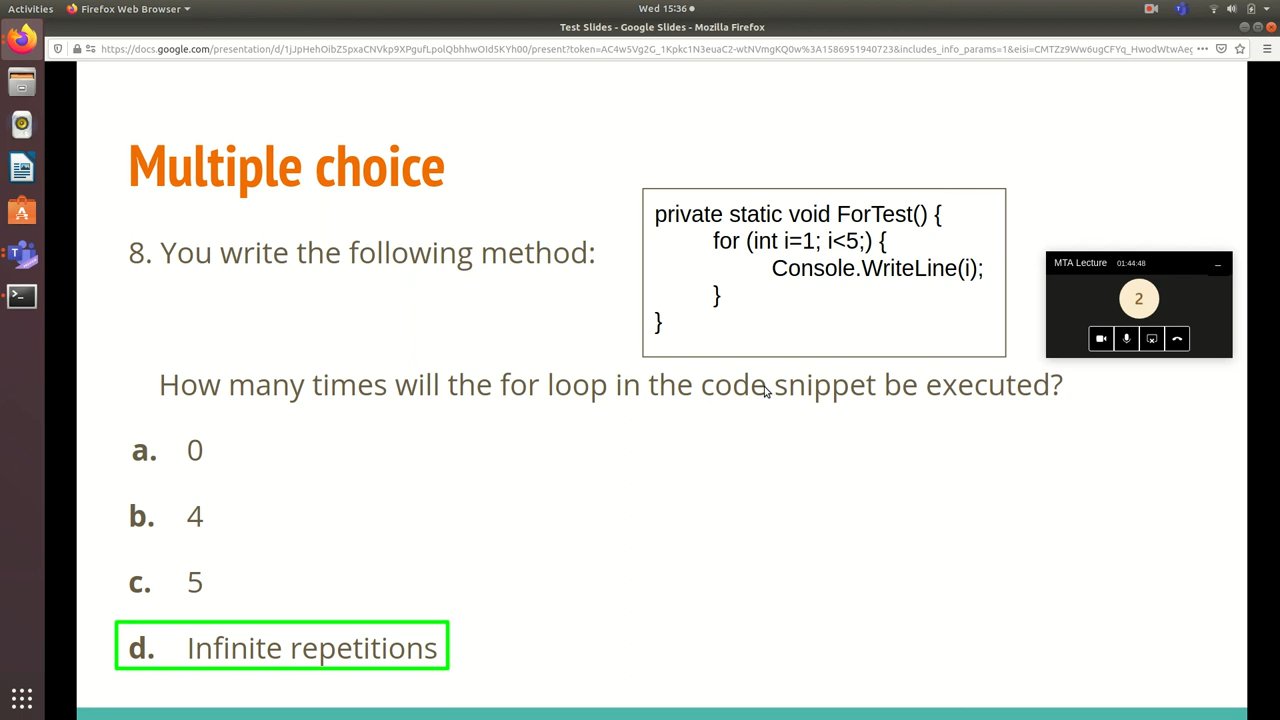 Activities
Firefox Web Browser
Wed 15:36
Test Slides - Google Slides - Mozilla Firefox
Multiple choice
8. You write the following method:
private static void ForTest() {
for (int i=1; i<5;) {
Console.WriteLine(i);
}
}
MTA Lecture 01:44:48
2
How many times will the for loop in the code snippet be executed?
a. 0
b. 4
c. 5
d. Infinite repetitions